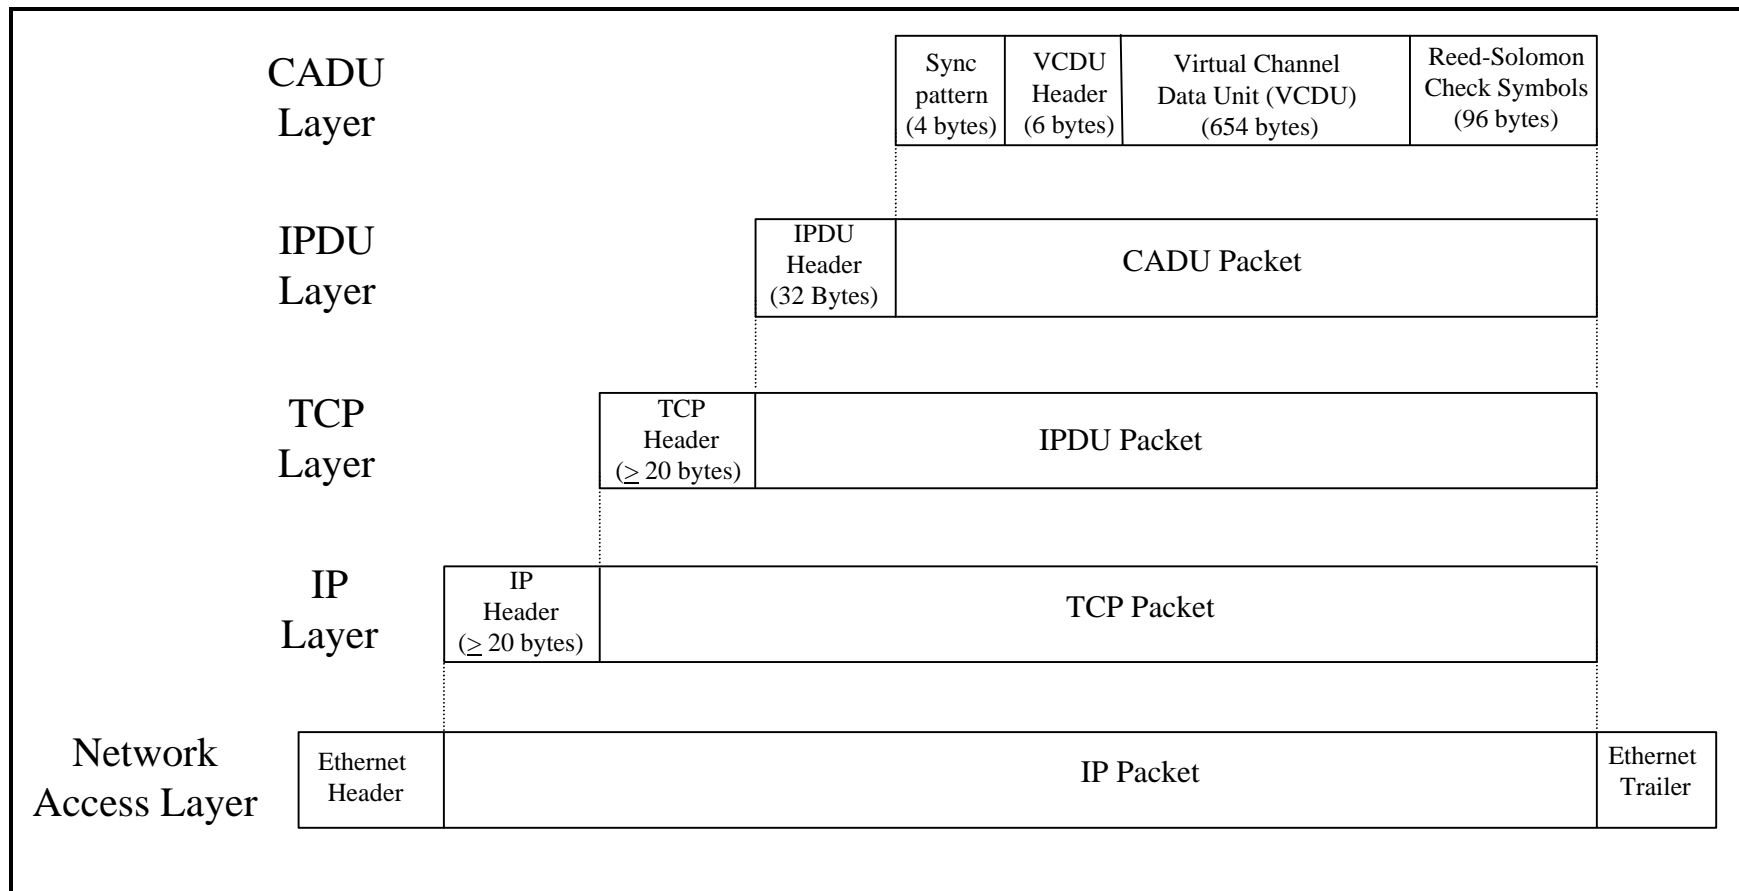 CADU
Layer
Sync
pattern
(4 bytes)
VCDU
Header
(6 bytes)
Virtual Channel
Data Unit (VCDU)
(654 bytes)
Reed-Solomon
Check Symbols
(96 bytes)
IPDU
Layer
IPDU
Header
(32 Bytes)
CADU Packet
TCP
Layer
TCP
Header
(≥ 20 bytes)
IPDU Packet
IP
Layer
IP
Header
(≥ 20 bytes)
TCP Packet
Network
Access Layer
Ethernet
Header
IP Packet
Ethernet
Trailer